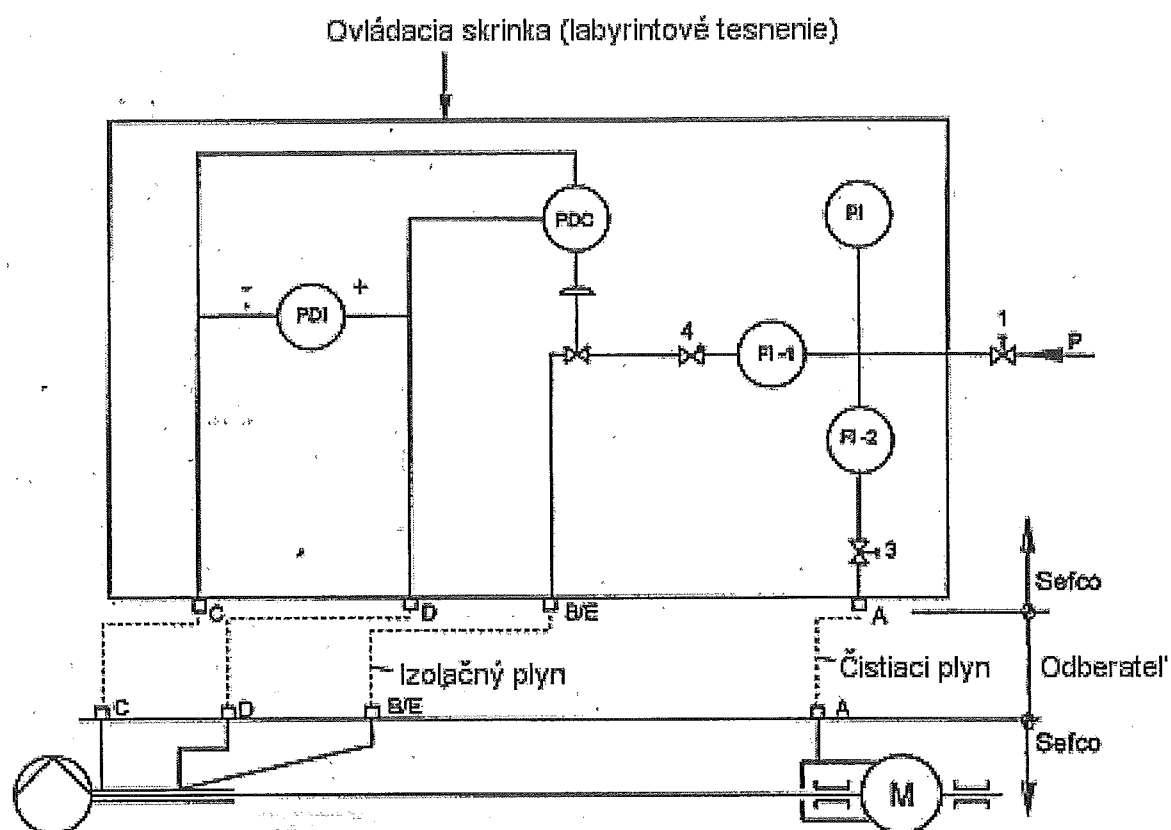 Ovládacia skrinka (labyrintové tesnenie)
PI
PDC
- +
PDI
4
1
FI-1
P
FI-2
3
Sefco
C
D
B/E
A
Izolačný plyn
Čistiaci plyn
Odberateľ
C
D
B/E
A
Sefco
M